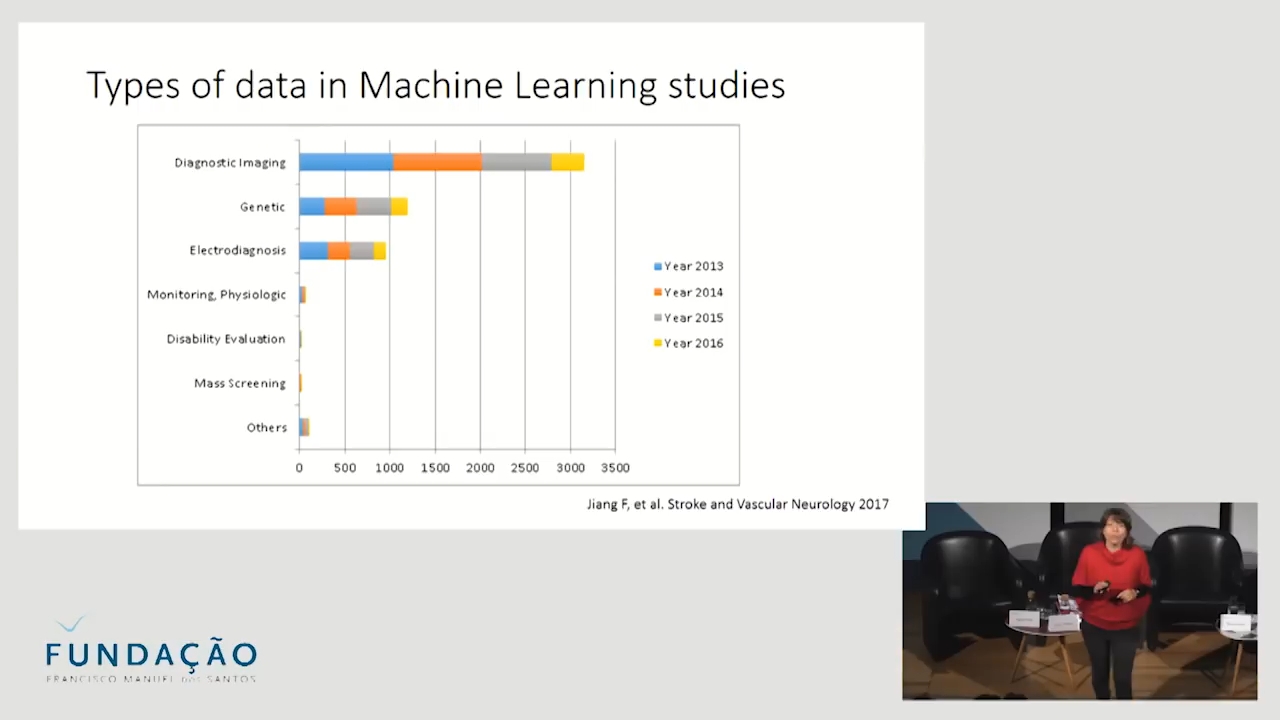 Types of data in Machine Learning studies
Diagnostic Imaging
Genetic
Electrodiagnosis
Monitoring, Physiologic
Disability Evaluation
Mass Screening
Others
0 500 1000 1500 2000 2500 3000 3500
Year 2013
Year 2014
Year 2015
Year 2016
Jiang F, et al. Stroke and Vascular Neurology 2017
FUNDAÇÃO
FRANCISCO MANUEL DOS SANTOS